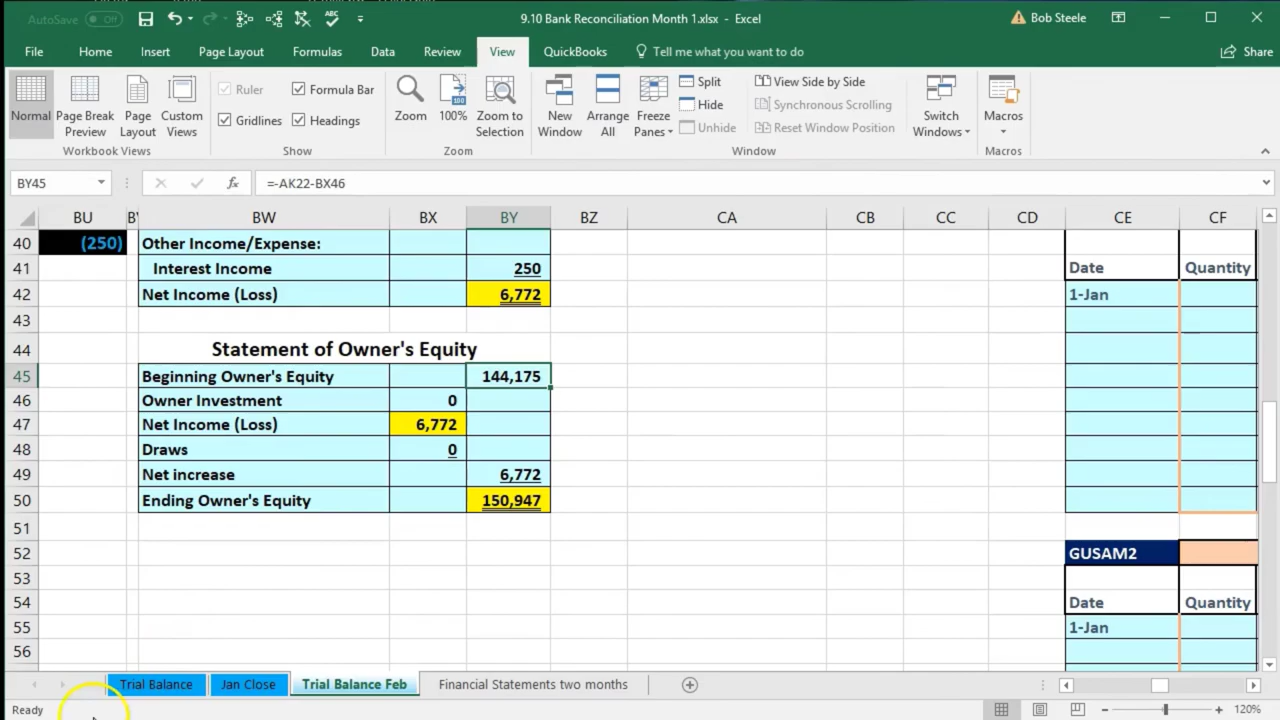 AutoSave Off 9.10 Bank Reconciliation Month 1.xlsx - Excel Bob Steele
File Home Insert Page Layout Formulas Data Review View QuickBooks Tell me what you want to do Share
Normal Page Break Preview Page Layout Custom Views
Workbook Views
Ruler Formula Bar
Gridlines Headings
Show
Zoom 100% Zoom to Selection
Zoom
New Window Arrange All Freeze Panes
Split View Side by Side
Hide Synchronous Scrolling
Unhide Reset Window Position
Switch Windows
Window
Macros
Macros
BY45 fx =-AK22-BX46
BU BW BX BY BZ CA CB CC CD CE CF
40 (250) Other Income/Expense:
41 Interest Income 250 Date Quantity
42 Net Income (Loss) 6,772 1-Jan
43
44 Statement of Owner's Equity
45 Beginning Owner's Equity 144,175
46 Owner Investment 0
47 Net Income (Loss) 6,772
48 Draws 0
49 Net increase 6,772
50 Ending Owner's Equity 150,947
51
52 GUSAM2
53
54 Date Quantity
55 1-Jan
56
Trial Balance Jan Close Trial Balance Feb Financial Statements two months
Ready 120%